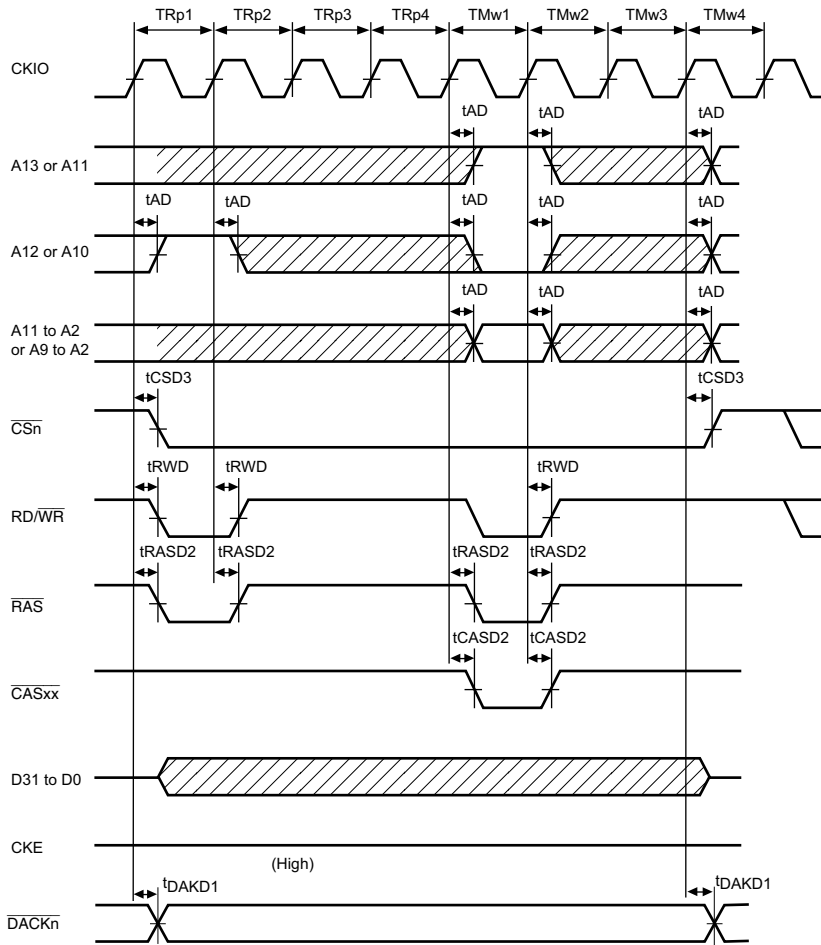 TRp1 TRp2 TRp3 TRp4 TMw1 TMw2 TMw3 TMw4
CKIO
tAD tAD tAD
A13 or A11
tAD tAD tAD tAD tAD
A12 or A10
tAD tAD tAD
A11 to A2
or A9 to A2
tCSD3 tCSD3
CSn
tRWD tRWD tRWD
RD/WR
tRASD2 tRASD2 tRASD2 tRASD2
RAS
tCASD2 tCASD2
CASxx
D31 to D0
CKE
(High)
tDAKD1 tDAKD1
DACKn